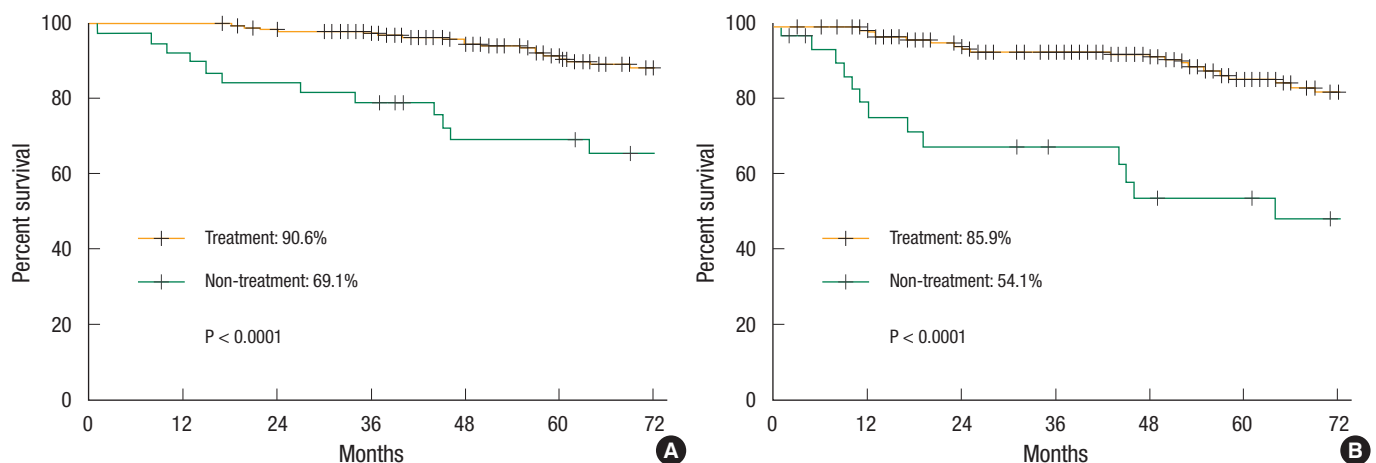 100
80
60
40
20
0
Percent survival
Treatment: 90.6%
Non-treatment: 69.1%
P < 0.0001
0 12 24 36 48 60 72
Months
A
100
80
60
40
20
0
Percent survival
Treatment: 85.9%
Non-treatment: 54.1%
P < 0.0001
0 12 24 36 48 60 72
Months
B